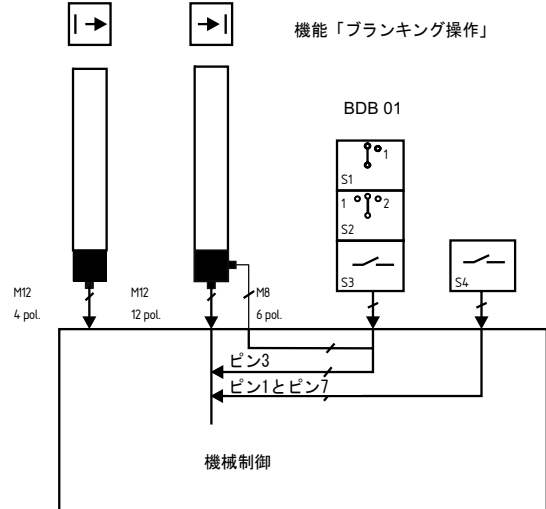 機能「ブランキング操作」
BDB 01
1
S1
1 2
S2
S3
S4
M12
4 pol.
M12
12 pol.
M8
6 pol.
ピン3
ピン1とピン7
機械制御